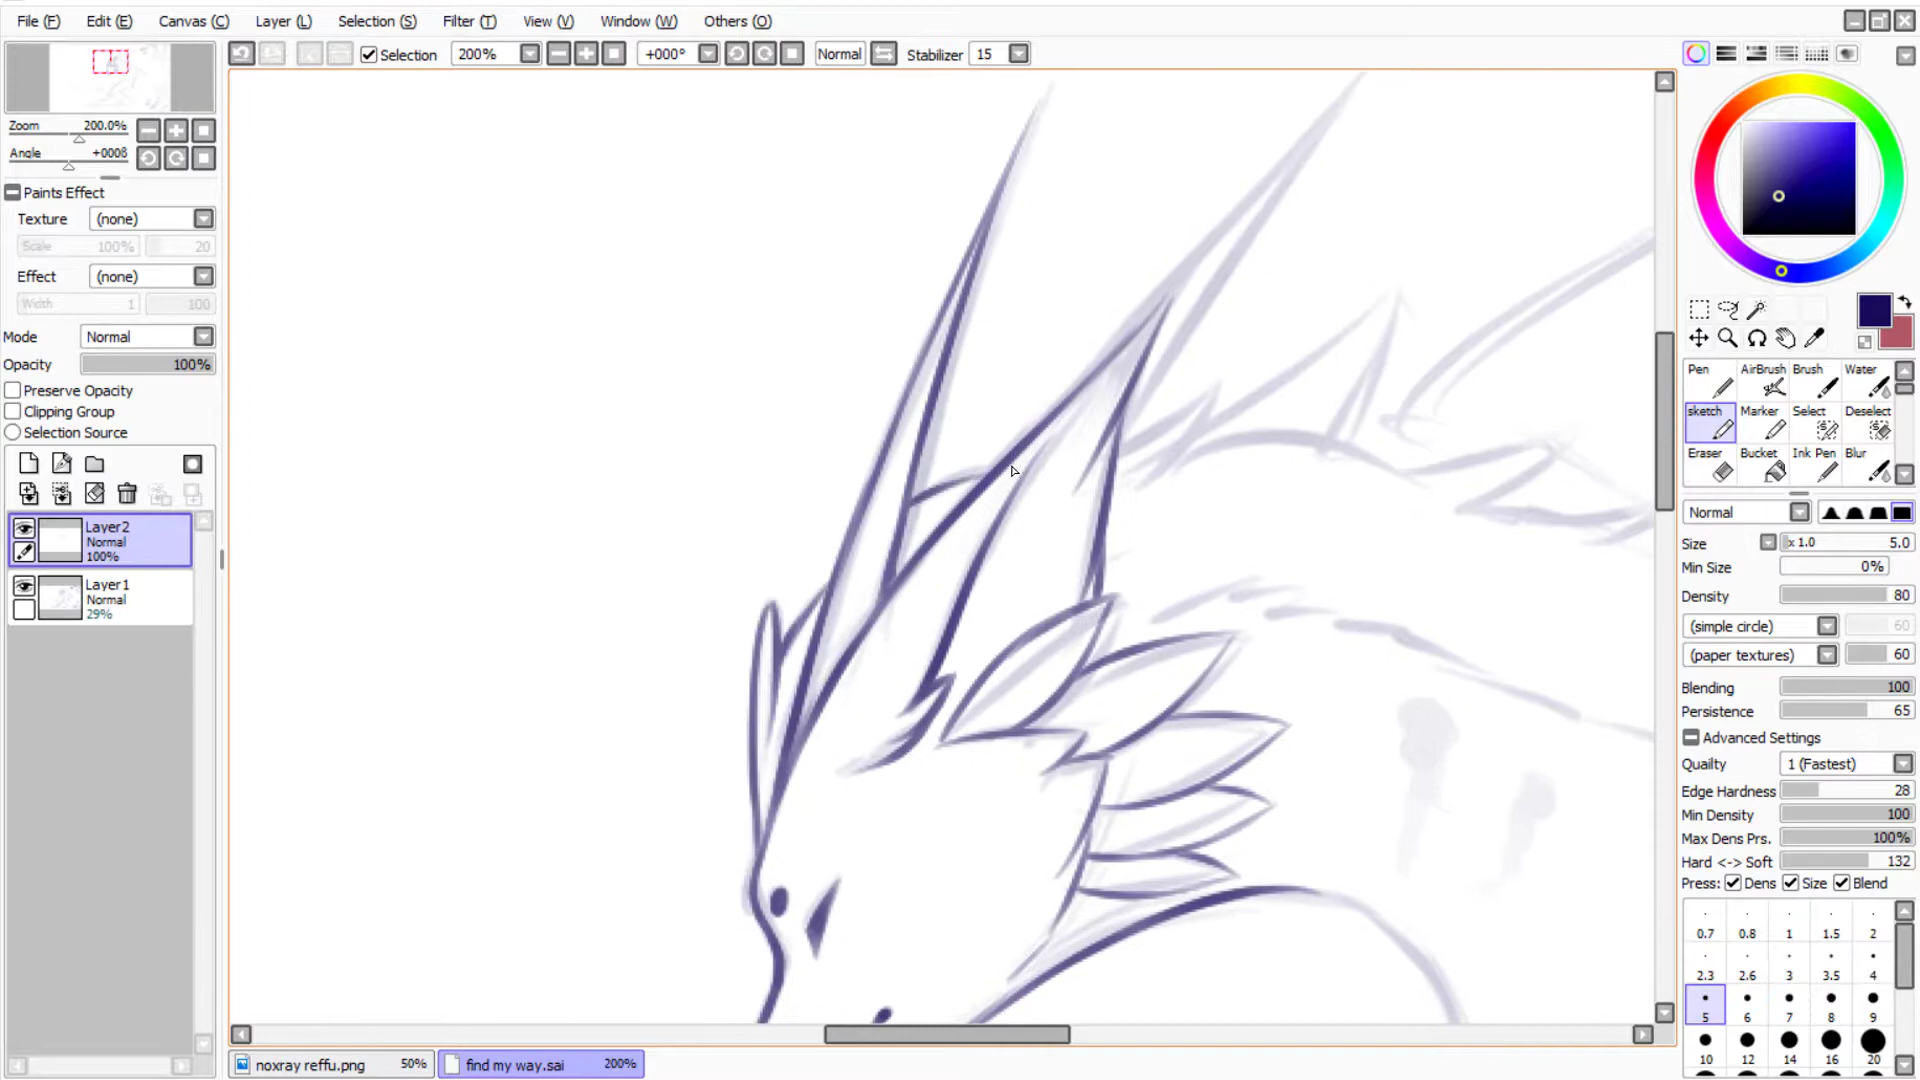 File (F) Edit (E) Canvas (C) Layer (L) Selection (S) Filter (T) View (V) Window (W) Others (O)
Selection 200% +000° Normal Stabilizer 15
Zoom 200.0%
Angle +000ß
Paints Effect
Texture (none)
Scale 100% 20
Effect (none)
Width 1 100
Mode Normal
Opacity 100%
Preserve Opacity
Clipping Group
Selection Source
Layer2
Normal
100%
Layer1
Normal
29%
Pen AirBrush Brush Water
sketch Marker Select Deselect
Eraser Bucket Ink Pen Blur
Normal
Size x 1.0 5.0
Min Size 0%
Density 80
(simple circle) 60
(paper textures) 60
Blending 100
Persistence 65
Advanced Settings
Quailty 1 (Fastest)
Edge Hardness 28
Min Density 100
Max Dens Prs. 100%
Hard <-> Soft 132
Press: Dens Size Blend
0.7 0.8 1 1.5 2
2.3 2.6 3 3.5 4
5 6 7 8 9
10 12 14 16 20
noxray reffu.png 50% find my way.sai 200%